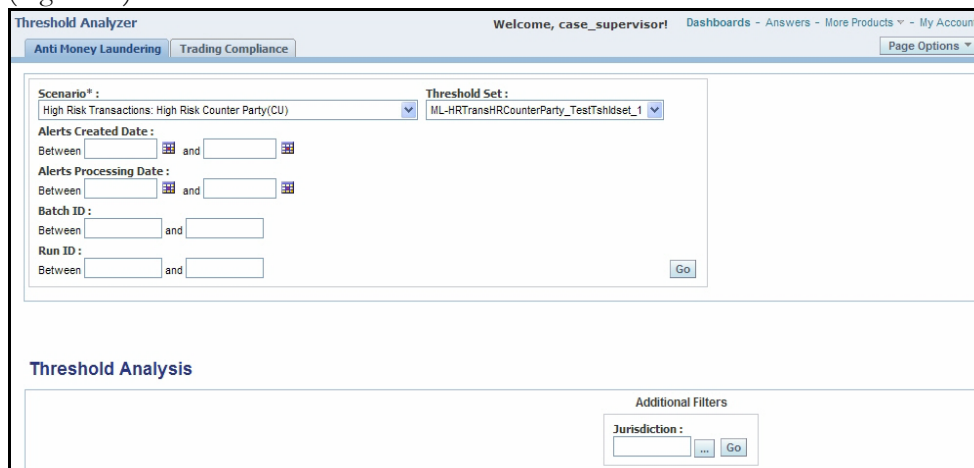 Threshold Analyzer
Welcome, case_supervisor! Dashboards - Answers - More Products - My Account
Anti Money Laundering Trading Compliance
Page Options
Scenario* : Threshold Set :
High Risk Transactions: High Risk Counter Party(CU) ML-HRTransHRCounterParty_TestTshldset_1
Alerts Created Date :
Between and
Alerts Processing Date :
Between and
Batch ID :
Between and
Run ID :
Between and
Go
Threshold Analysis
Additional Filters
Jurisdiction :
... Go